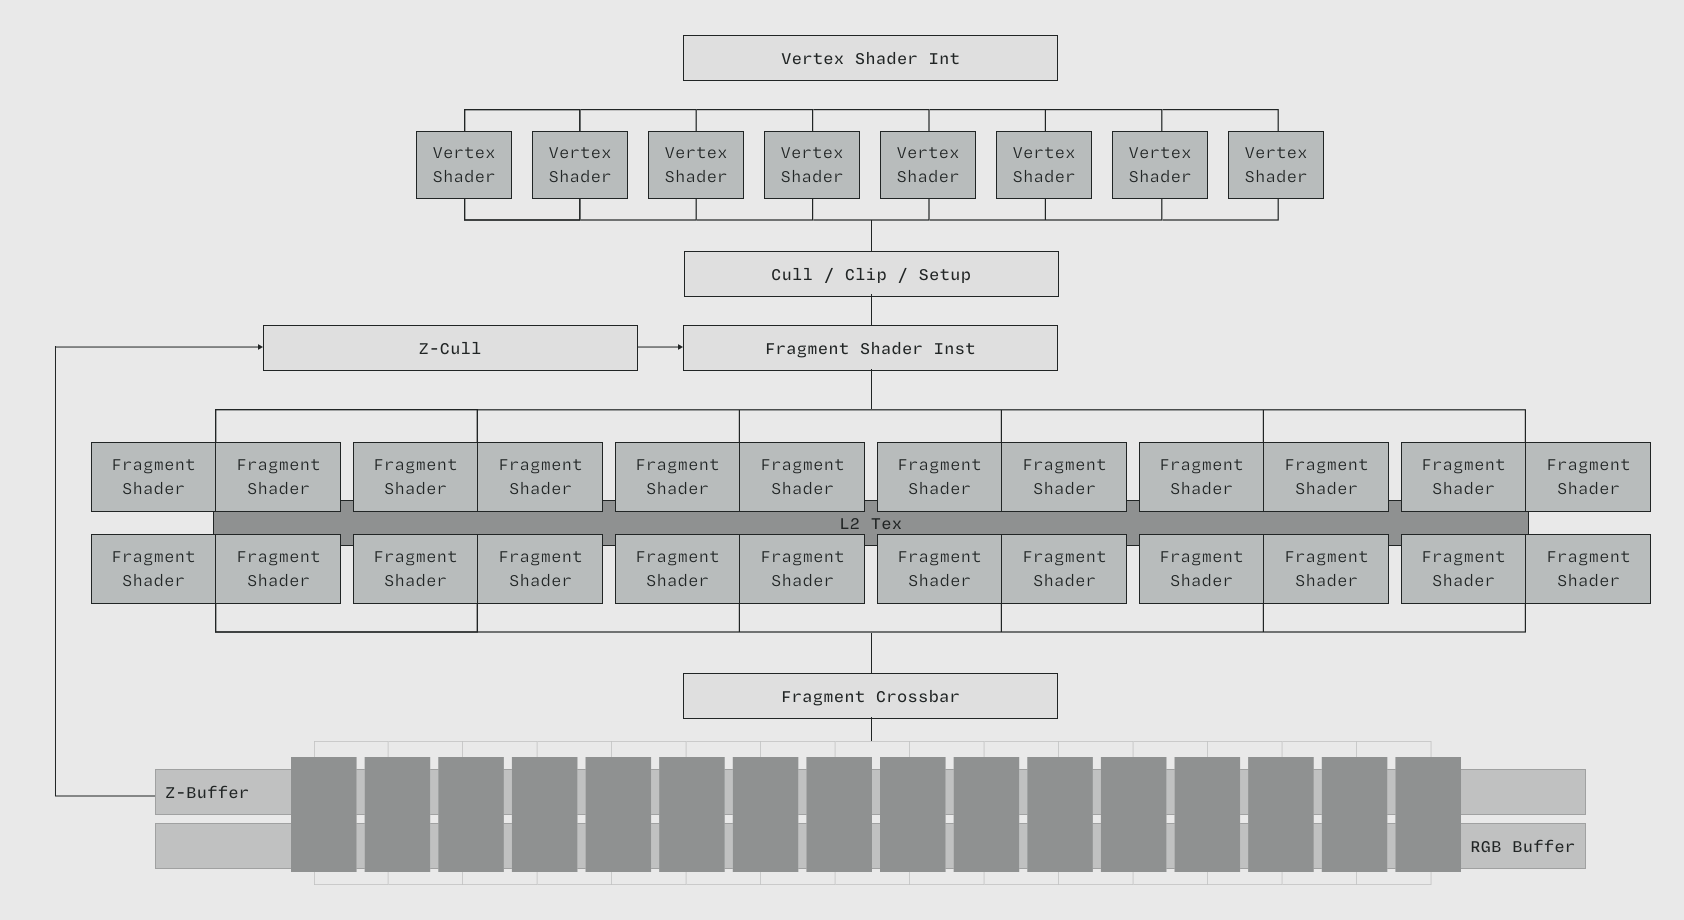 Vertex Shader Int
Vertex Vertex Vertex Vertex Vertex Vertex Vertex Vertex
Shader Shader Shader Shader Shader Shader Shader Shader
Cull / Clip / Setup
Z-Cull Fragment Shader Inst
Fragment Fragment Fragment Fragment Fragment Fragment Fragment Fragment Fragment Fragment Fragment Fragment
Shader Shader Shader Shader Shader Shader Shader Shader Shader Shader Shader Shader
L2 Tex
Fragment Fragment Fragment Fragment Fragment Fragment Fragment Fragment Fragment Fragment Fragment Fragment
Shader Shader Shader Shader Shader Shader Shader Shader Shader Shader Shader Shader
Fragment Crossbar
Z-Buffer
RGB Buffer